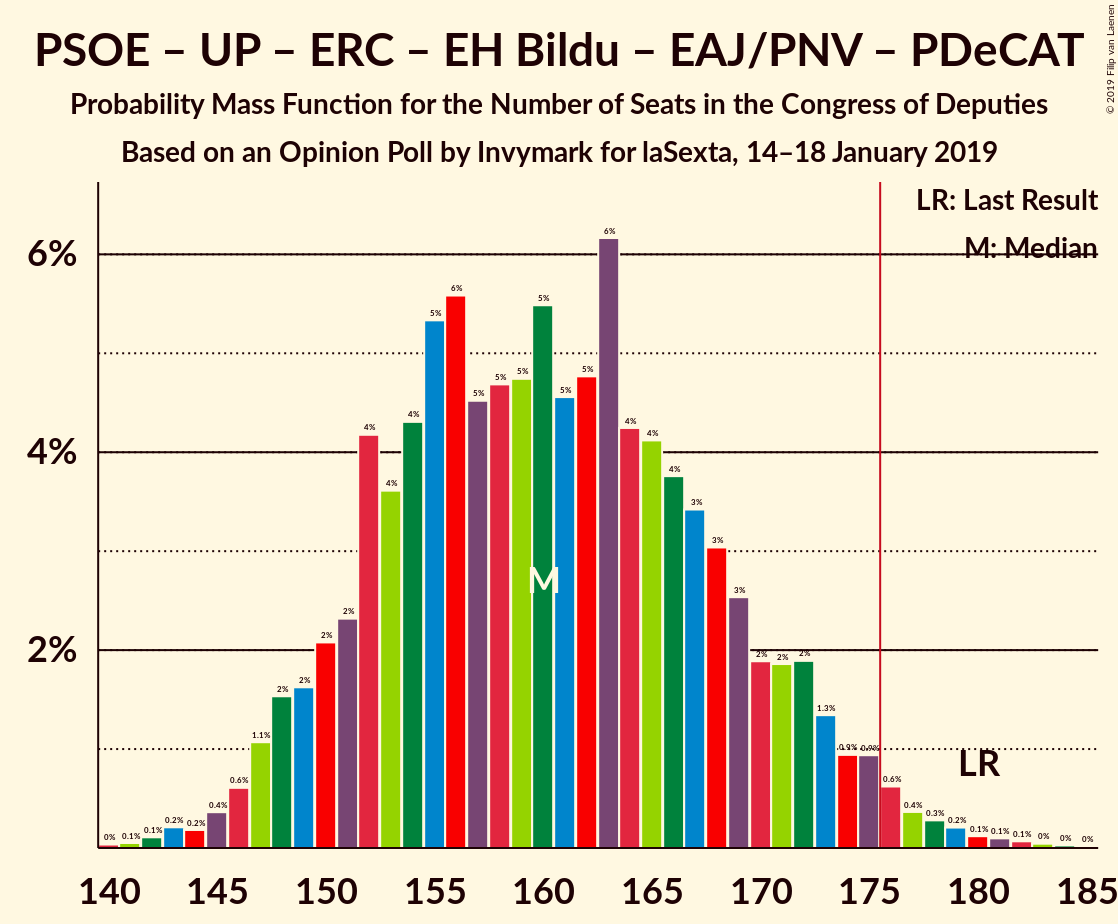 PSOE – UP – ERC – EH Bildu – EAJ/PNV – PDeCAT
Probability Mass Function for the Number of Seats in the Congress of Deputies
Based on an Opinion Poll by Invymark for laSexta, 14–18 January 2019
© 2019 Filip van Laenen
LR: Last Result
M: Median
6%
4%
2%
0% 0.1% 0.1% 0.2% 0.2% 0.4% 0.6% 1.1% 2% 2% 2% 2% 4% 4% 4% 5% 6% 5% 5% 5% 5% 5% 5% 6% 4% 4% 4% 3% 3% 3% 2% 2% 2% 1.3% 0.9% 0.9% 0.6% 0.4% 0.3% 0.2% 0.1% 0.1% 0.1% 0% 0% 0%
M
LR
140 145 150 155 160 165 170 175 180 185